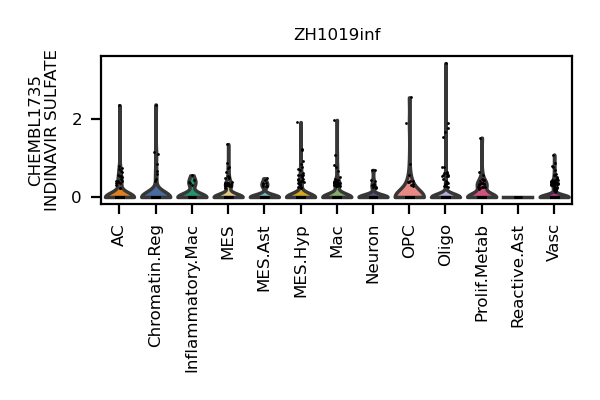 ZH1019inf
CHEMBL1735
INDINAVIR SULFATE
2
0
AC
Chromatin.Reg
Inflammatory.Mac
MES
MES.Ast
MES.Hyp
Mac
Neuron
OPC
Oligo
Prolif.Metab
Reactive.Ast
Vasc